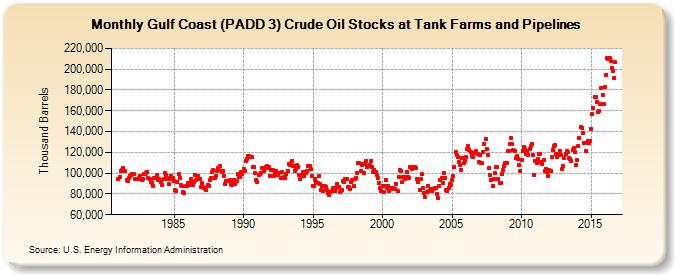 Monthly Gulf Coast (PADD 3) Crude Oil Stocks at Tank Farms and Pipelines
Thousand Barrels
220,000
200,000
180,000
160,000
140,000
120,000
100,000
80,000
60,000
1985 1990 1995 2000 2005 2010 2015
Source: U.S. Energy Information Administration